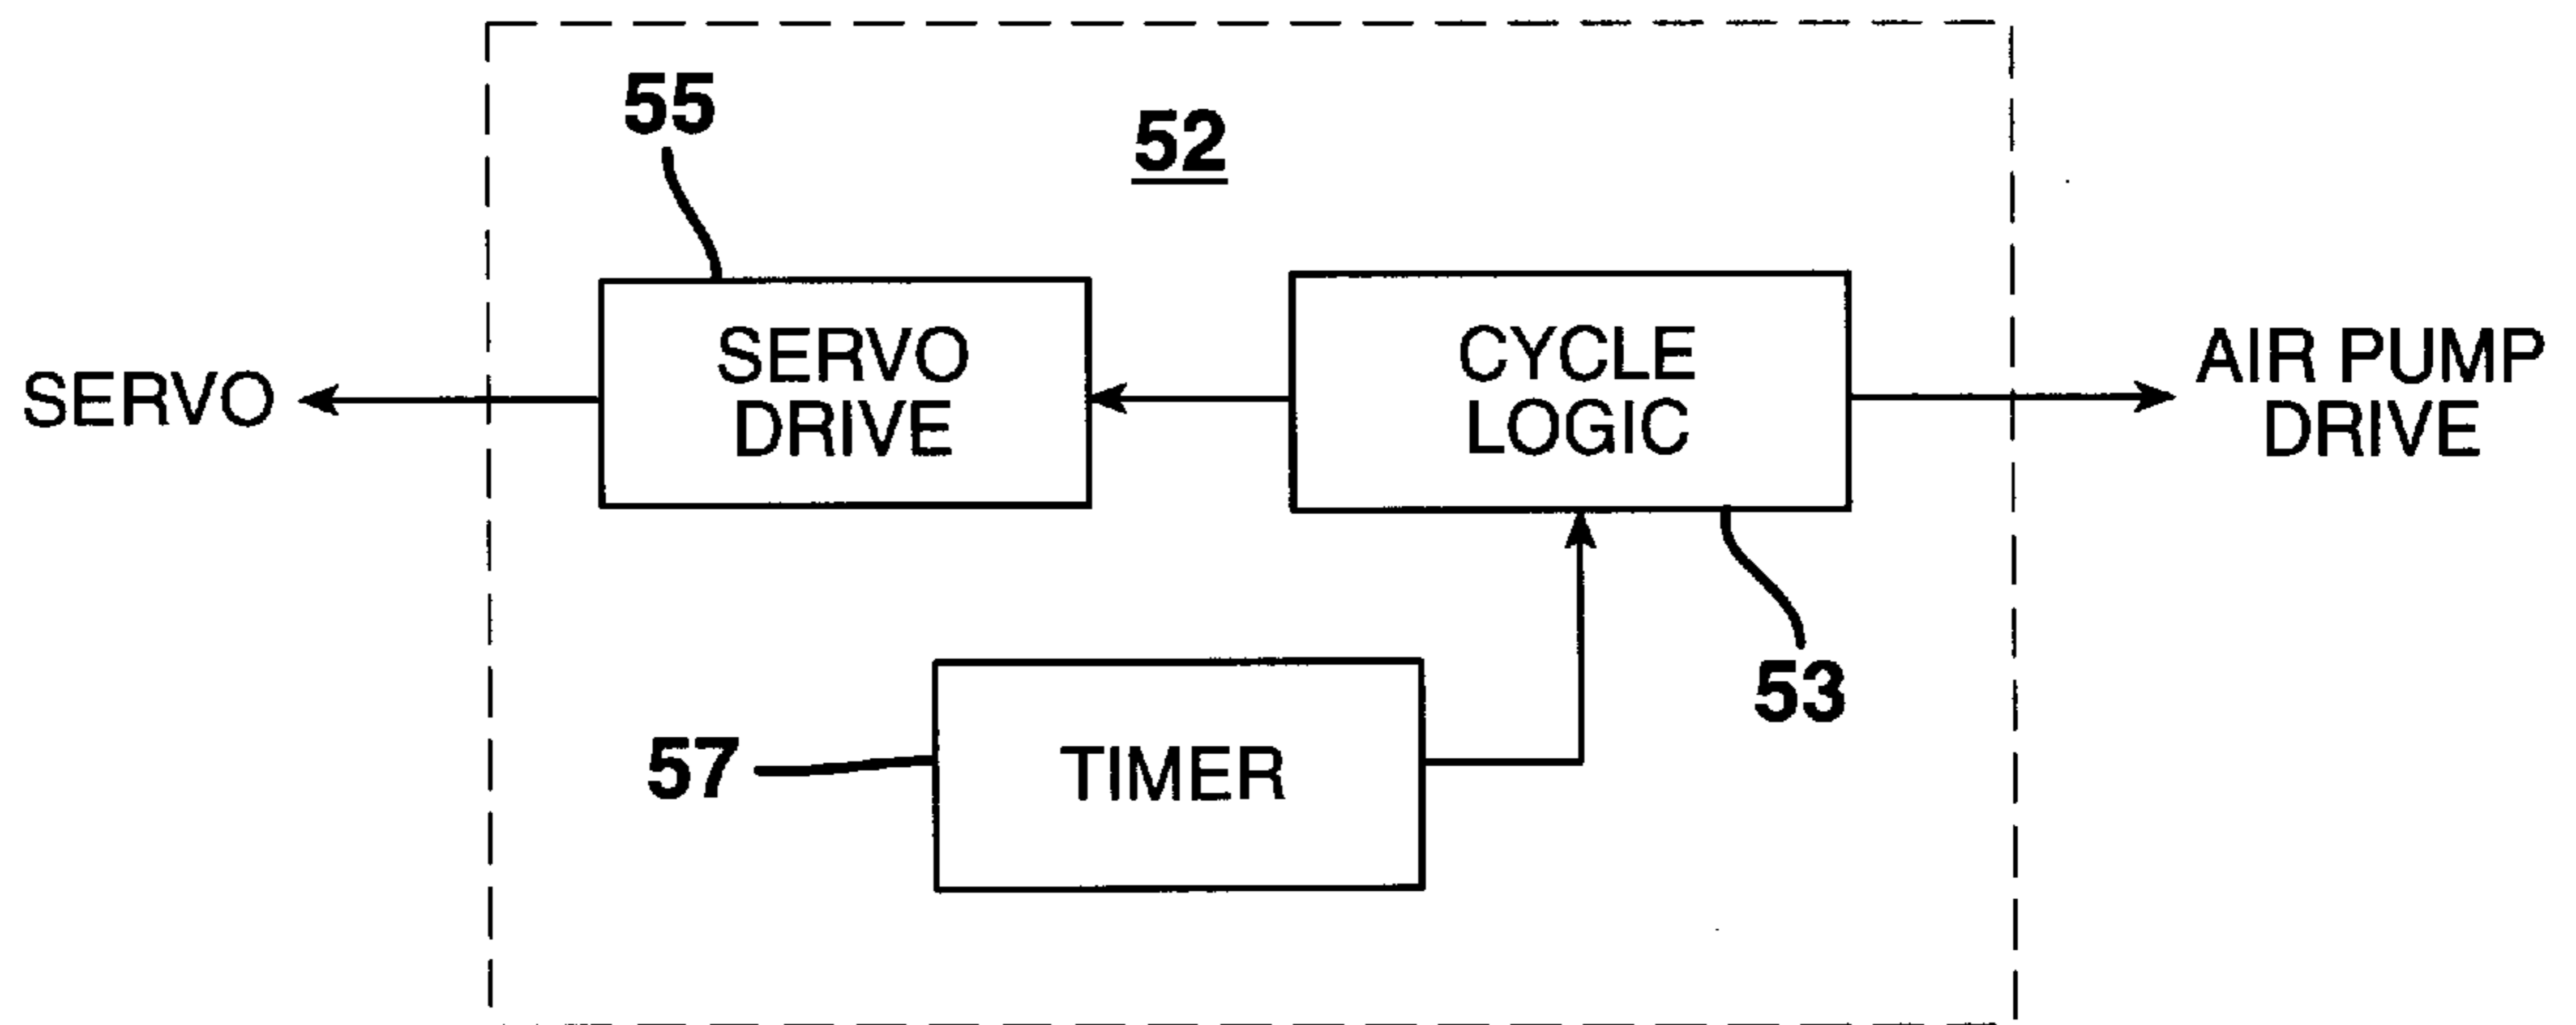 55
52
SERVO
SERVO
DRIVE
CYCLE
LOGIC
AIR PUMP
DRIVE
57
TIMER
53